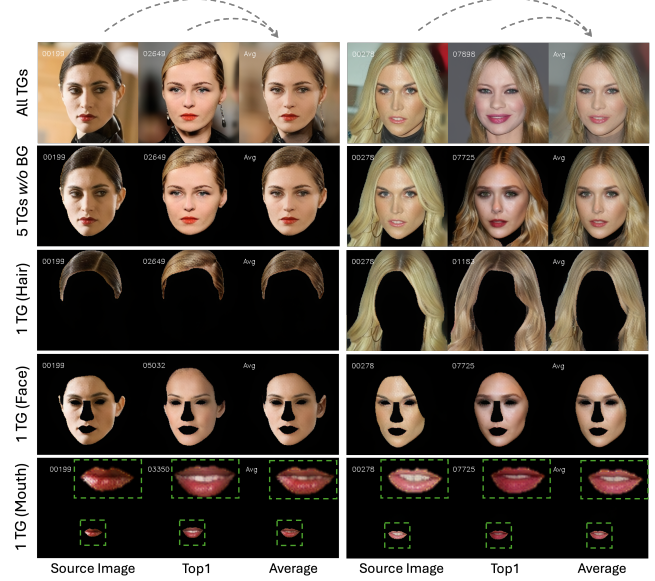 All TGs
00199 02649 Avg 00278 07898 Avg
5 TGs w/o BG
00199 02649 Avg 00278 07725 Avg
1 TG (Hair)
00199 02649 Avg 00278 01183 Avg
1 TG (Face)
00199 05032 Avg 00278 07725 Avg
1 TG (Mouth)
00199 03350 Avg 00278 07725 Avg
Source Image Top1 Average Source Image Top1 Average